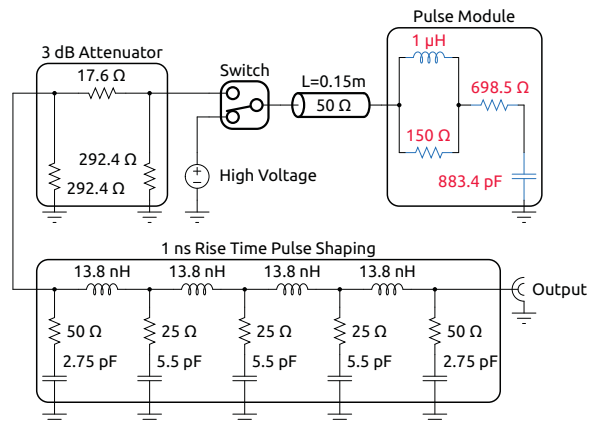 Pulse Module
1 μH
698.5 Ω
150 Ω
883.4 pF
3 dB Attenuator
17.6 Ω
292.4 Ω
292.4 Ω
Switch
L=0.15m
50 Ω
+
−
High Voltage
1 ns Rise Time Pulse Shaping
13.8 nH 13.8 nH 13.8 nH 13.8 nH
Output
50 Ω 25 Ω 25 Ω 25 Ω 50 Ω
2.75 pF 5.5 pF 5.5 pF 5.5 pF 2.75 pF